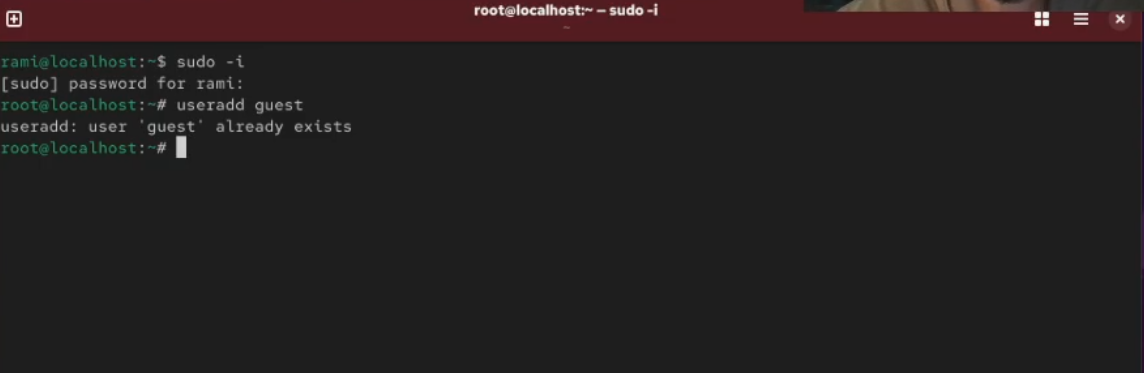 root@localhost:~ — sudo -i
~
rami@localhost:~$ sudo -i
[sudo] password for rami:
root@localhost:~# useradd guest
useradd: user 'guest' already exists
root@localhost:~#